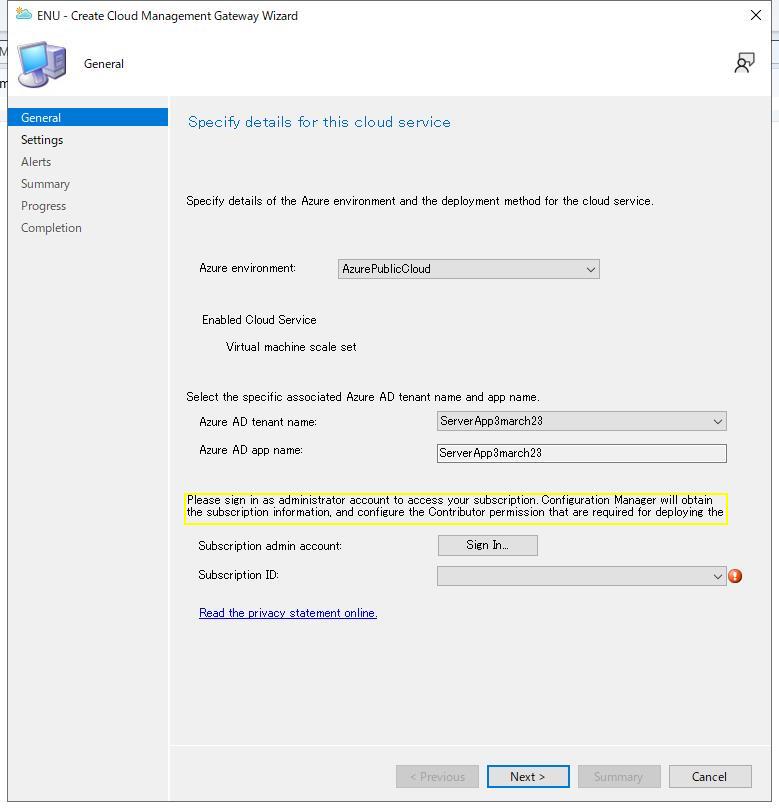 ENU - Create Cloud Management Gateway Wizard
General
General
Settings
Alerts
Summary
Progress
Completion
Specify details for this cloud service
Specify details of the Azure environment and the deployment method for the cloud service.
Azure environment: AzurePublicCloud
Enabled Cloud Service
Virtual machine scale set
Select the specific associated Azure AD tenant name and app name.
Azure AD tenant name: ServerApp3march23
Azure AD app name: ServerApp3march23
Please sign in as administrator account to access your subscription. Configuration Manager will obtain
the subscription information, and configure the Contributor permission that are required for deploying the
Subscription admin account: Sign In...
Subscription ID:
Read the privacy statement online.
< Previous Next > Summary Cancel